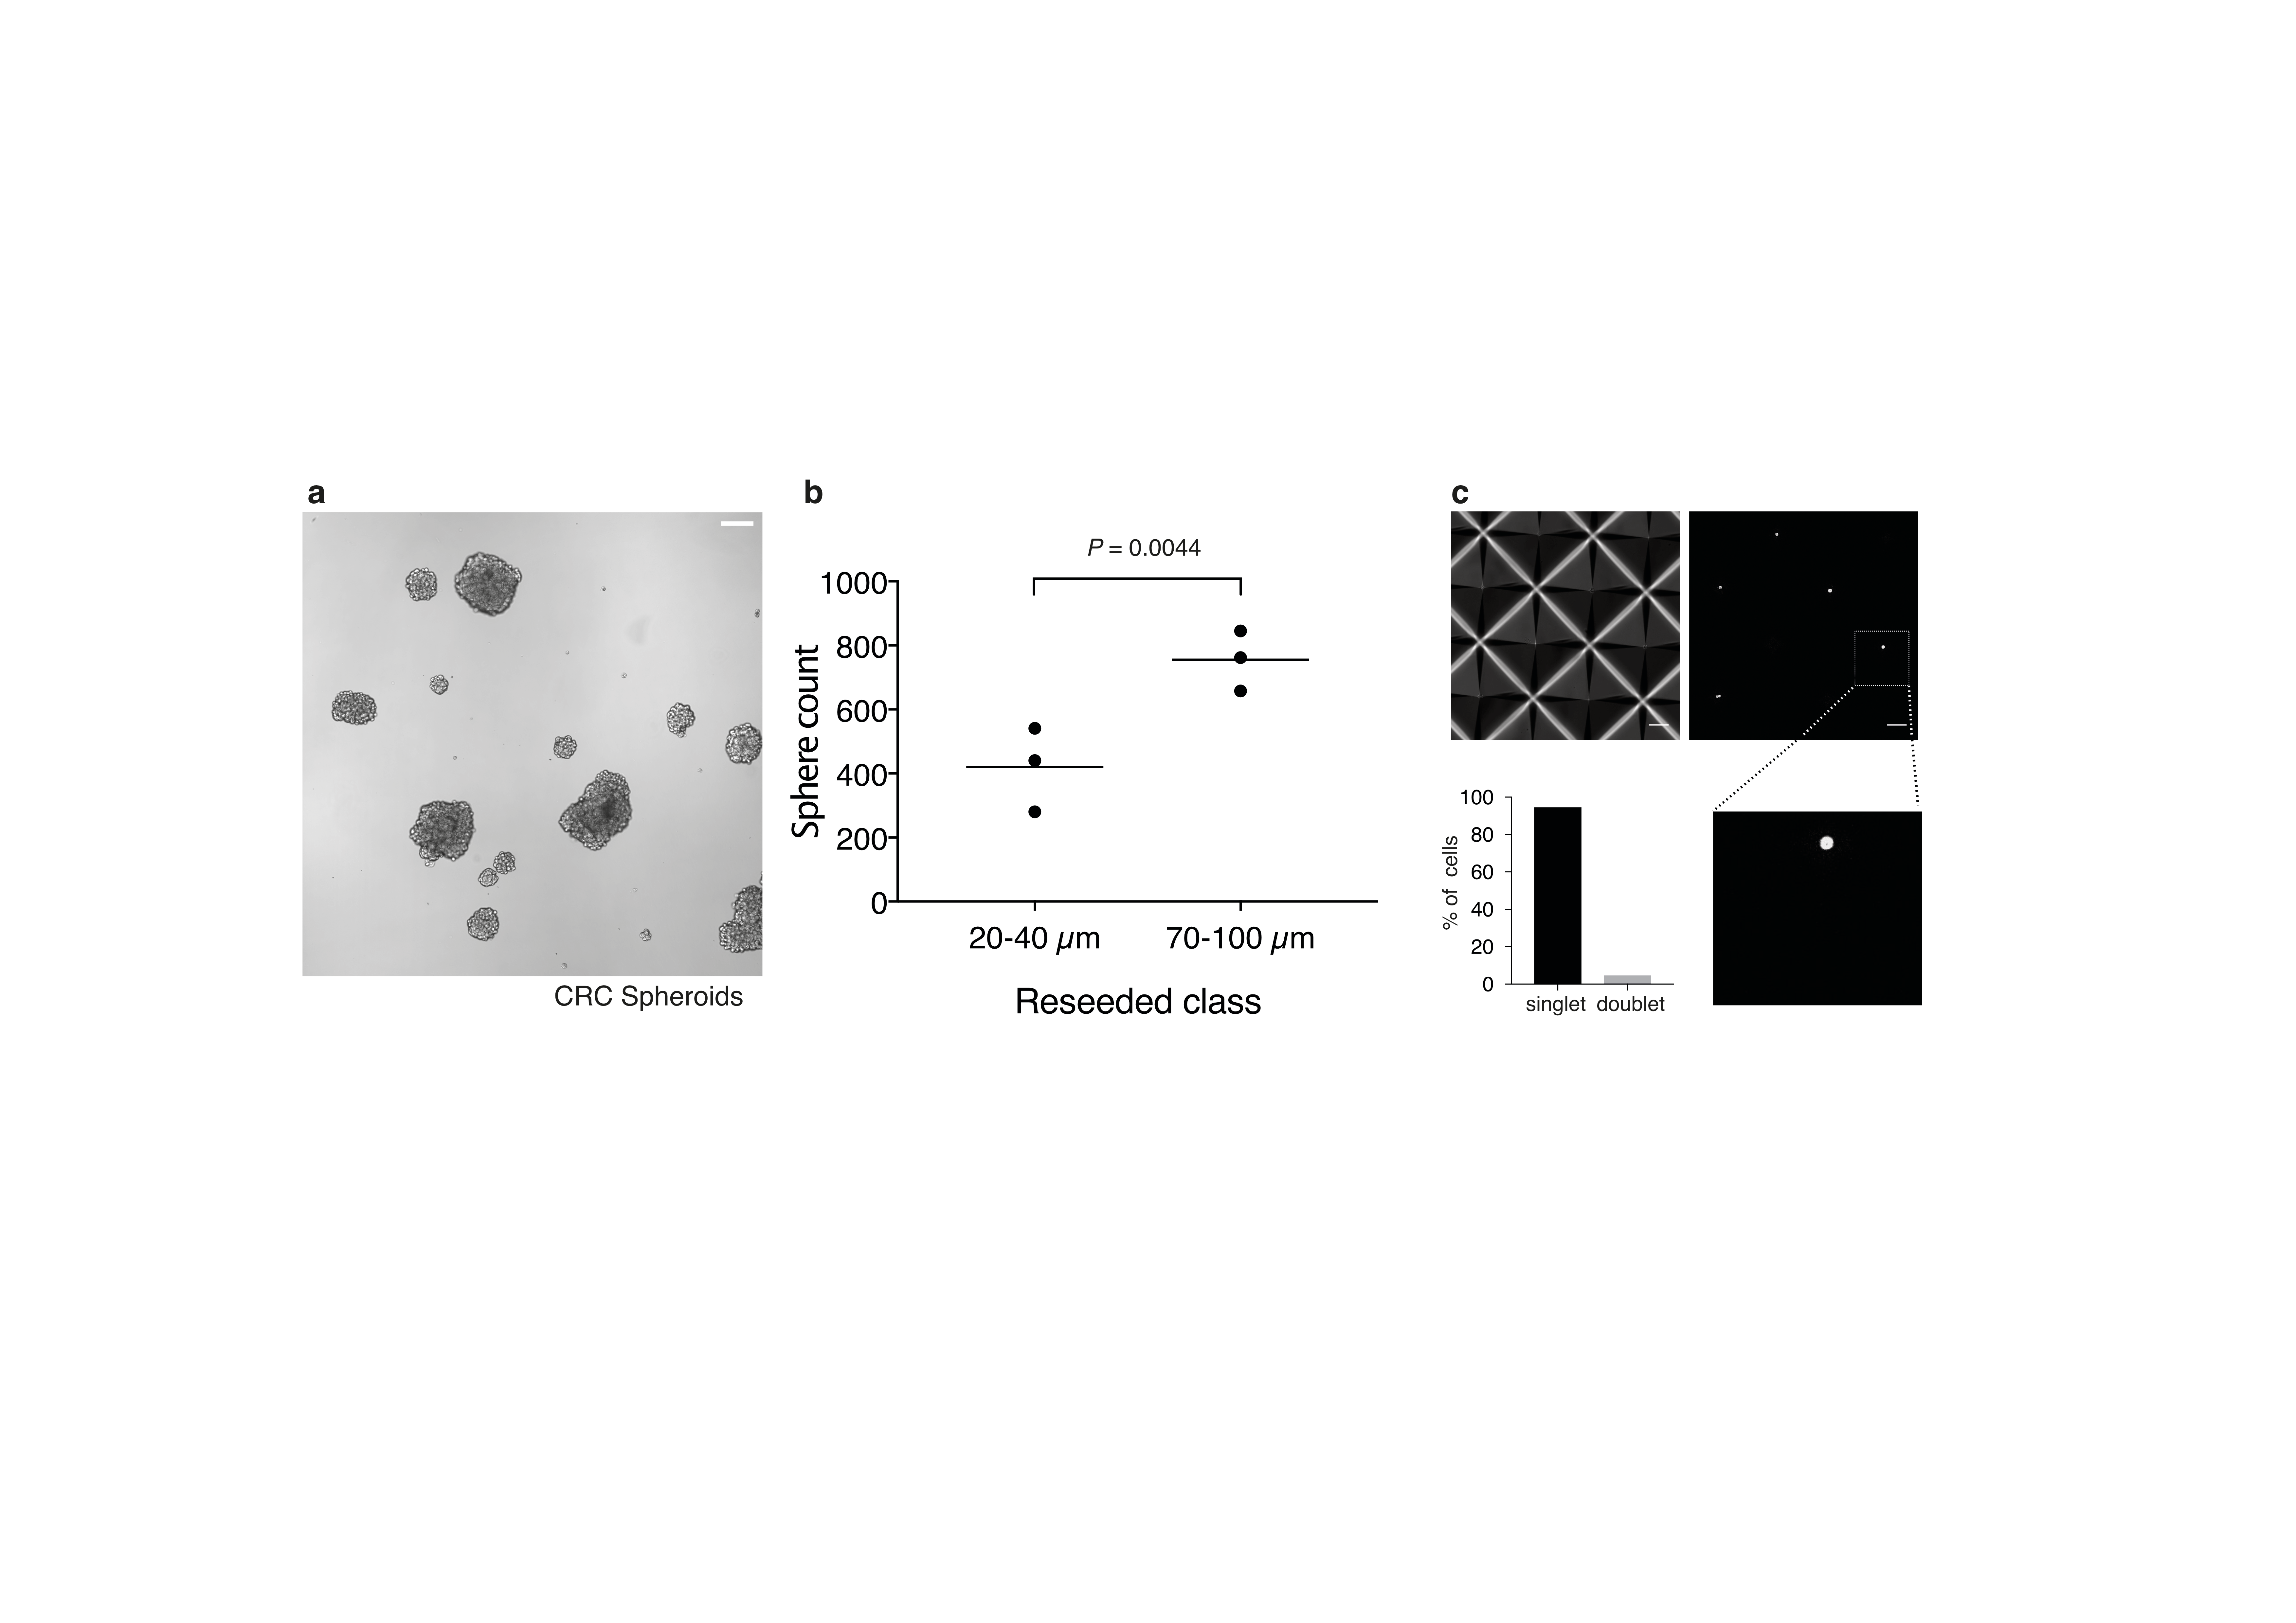 a
CRC Spheroids
b
P = 0.0044
Sphere count
1000
800
600
400
200
0
20-40 µm
70-100 µm
Reseeded class
c
% of cells
100
80
60
40
20
0
singlet
doublet